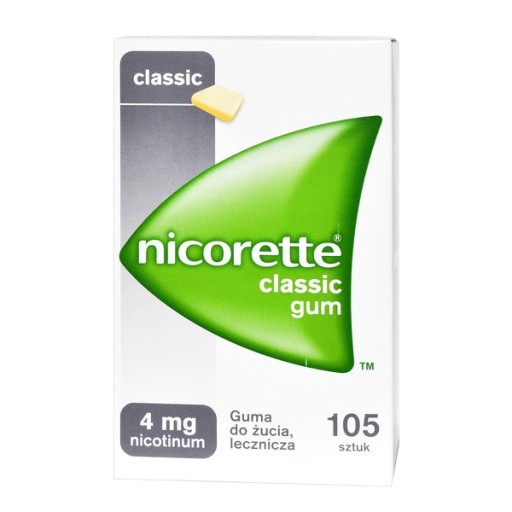 classic
nicorette®
classic
gum
™
4 mg
nicotinum
Guma
do żucia,
lecznicza
105
sztuk